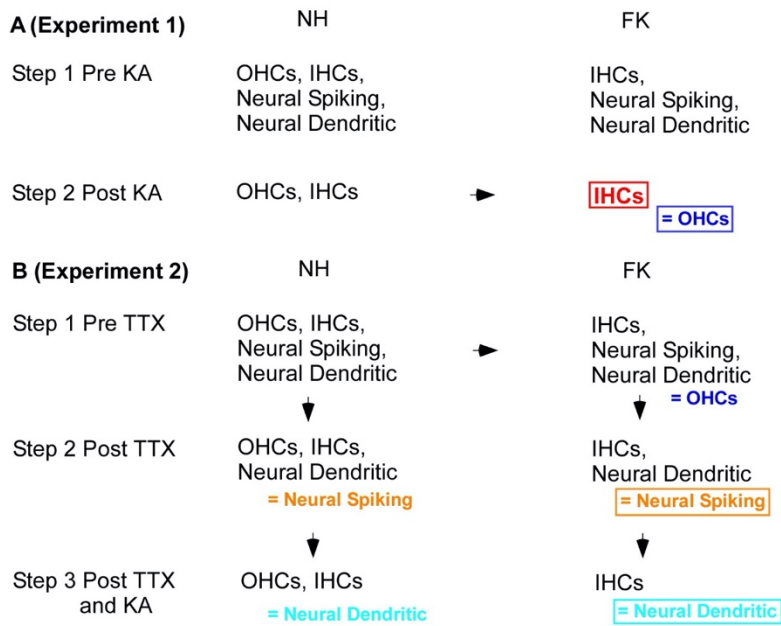 A (Experiment 1) NH FK
Step 1 Pre KA OHCs, IHCs, IHCs,
Neural Spiking, Neural Spiking,
Neural Dendritic Neural Dendritic
Step 2 Post KA OHCs, IHCs IHCs
= OHCs
B (Experiment 2) NH FK
Step 1 Pre TTX OHCs, IHCs, IHCs,
Neural Spiking, Neural Spiking,
Neural Dendritic Neural Dendritic
= OHCs
Step 2 Post TTX OHCs, IHCs, IHCs,
Neural Dendritic Neural Dendritic
= Neural Spiking = Neural Spiking
Step 3 Post TTX OHCs, IHCs IHCs
and KA = Neural Dendritic = Neural Dendritic